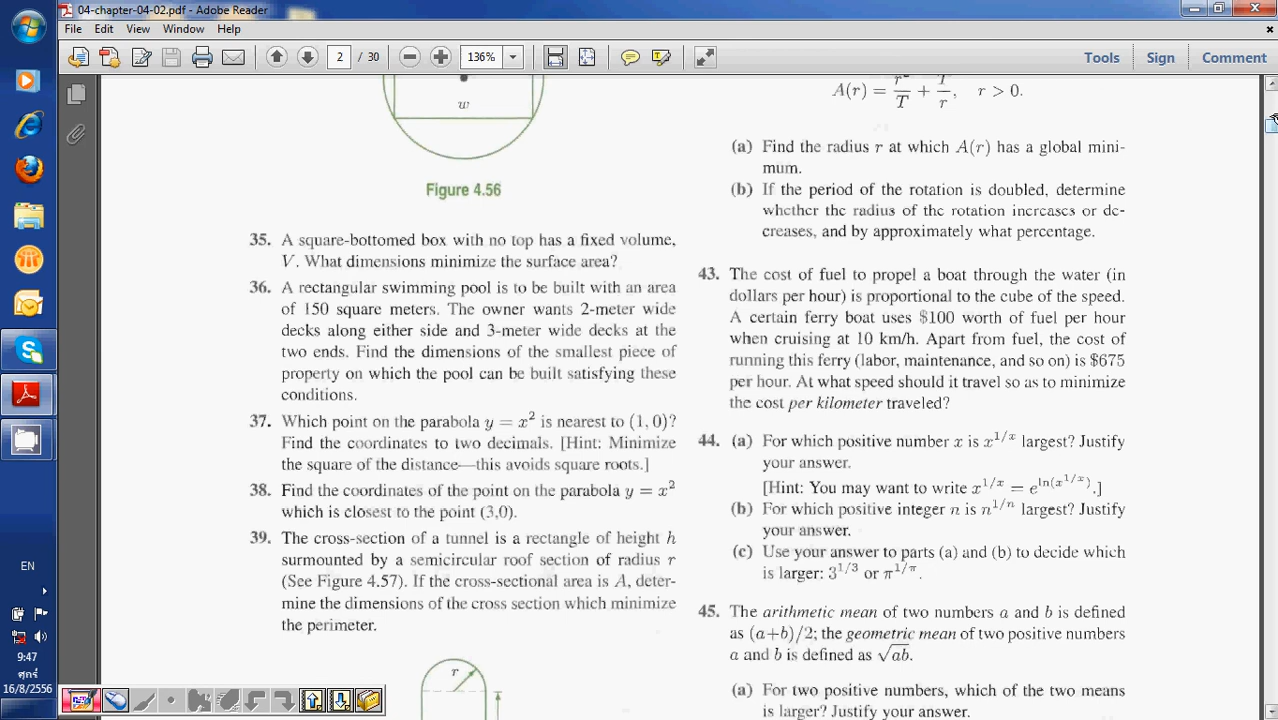 04-chapter-04-02.pdf - Adobe Reader
File Edit View Window Help
2 / 30 136% Tools Sign Comment
w
Figure 4.56
35. A square-bottomed box with no top has a fixed volume,
V. What dimensions minimize the surface area?
36. A rectangular swimming pool is to be built with an area
of 150 square meters. The owner wants 2-meter wide
decks along either side and 3-meter wide decks at the
two ends. Find the dimensions of the smallest piece of
property on which the pool can be built satisfying these
conditions.
37. Which point on the parabola y = x² is nearest to (1, 0)?
Find the coordinates to two decimals. [Hint: Minimize
the square of the distance—this avoids square roots.]
38. Find the coordinates of the point on the parabola y = x²
which is closest to the point (3,0).
39. The cross-section of a tunnel is a rectangle of height h
surmounted by a semicircular roof section of radius r
(See Figure 4.57). If the cross-sectional area is A, deter-
mine the dimensions of the cross section which minimize
the perimeter.
r
A(r) = r²/T + T/r, r > 0.
(a) Find the radius r at which A(r) has a global mini-
mum.
(b) If the period of the rotation is doubled, determine
whether the radius of the rotation increases or de-
creases, and by approximately what percentage.
43. The cost of fuel to propel a boat through the water (in
dollars per hour) is proportional to the cube of the speed.
A certain ferry boat uses $100 worth of fuel per hour
when cruising at 10 km/h. Apart from fuel, the cost of
running this ferry (labor, maintenance, and so on) is $675
per hour. At what speed should it travel so as to minimize
the cost per kilometer traveled?
44. (a) For which positive number x is x^{1/x} largest? Justify
your answer.
[Hint: You may want to write x^{1/x} = e^{ln(x^{1/x})}.]
(b) For which positive integer n is n^{1/n} largest? Justify
your answer.
(c) Use your answer to parts (a) and (b) to decide which
is larger: 3^{1/3} or π^{1/π}.
45. The arithmetic mean of two numbers a and b is defined
as (a+b)/2; the geometric mean of two positive numbers
a and b is defined as √ab.
(a) For two positive numbers, which of the two means
is larger? Justify your answer.
EN
9:47
ศุกร์
16/8/2556